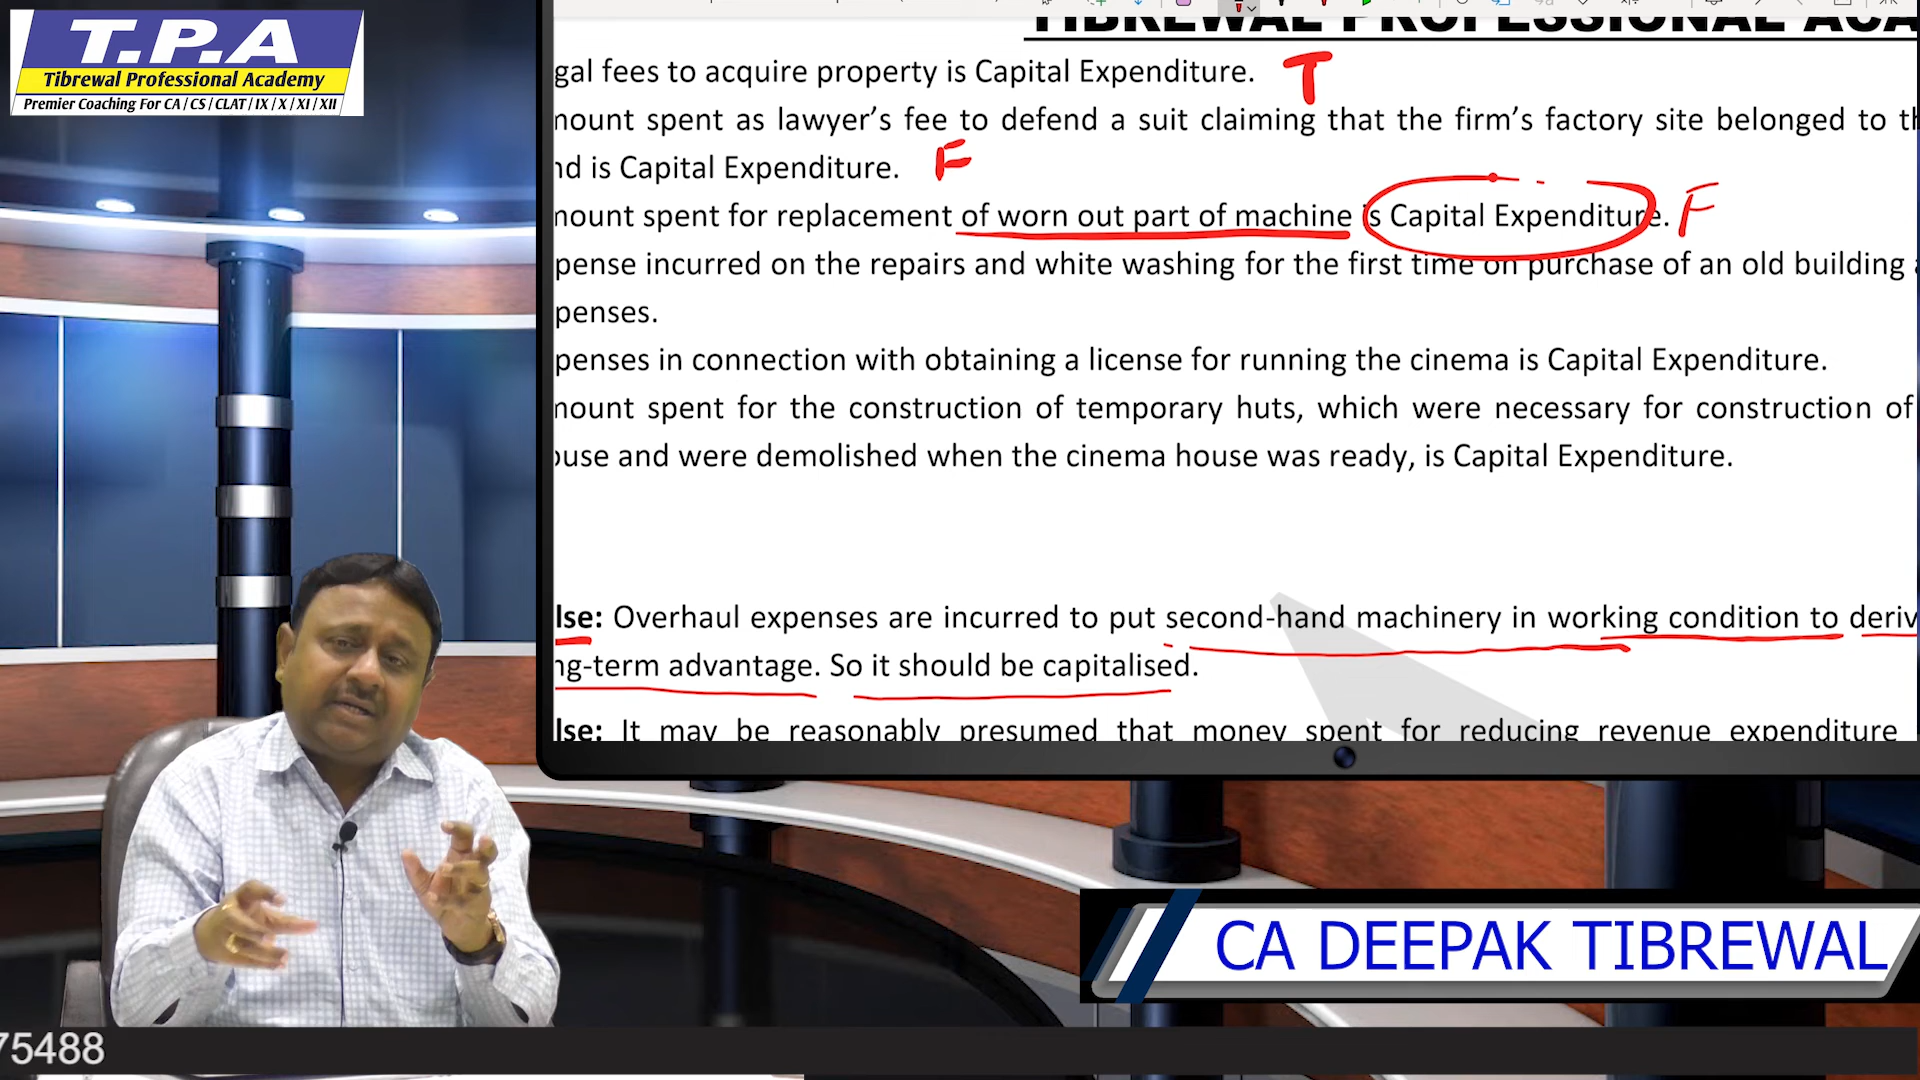 T.P.A
Tibrewal Professional Academy
Premier Coaching For CA / CS / CLAT / IX / X / XI / XII
TIBREWAL PROFESSIONAL ACA
gal fees to acquire property is Capital Expenditure. T
mount spent as lawyer’s fee to defend a suit claiming that the firm’s factory site belonged to th
nd is Capital Expenditure. F
mount spent for replacement of worn out part of machine is Capital Expenditure. F
pense incurred on the repairs and white washing for the first time on purchase of an old building a
penses.
penses in connection with obtaining a license for running the cinema is Capital Expenditure.
mount spent for the construction of temporary huts, which were necessary for construction of
ouse and were demolished when the cinema house was ready, is Capital Expenditure.
lse: Overhaul expenses are incurred to put second-hand machinery in working condition to deriv
ng-term advantage. So it should be capitalised.
lse: It may be reasonably presumed that money spent for reducing revenue expenditure
CA DEEPAK TIBREWAL
75488